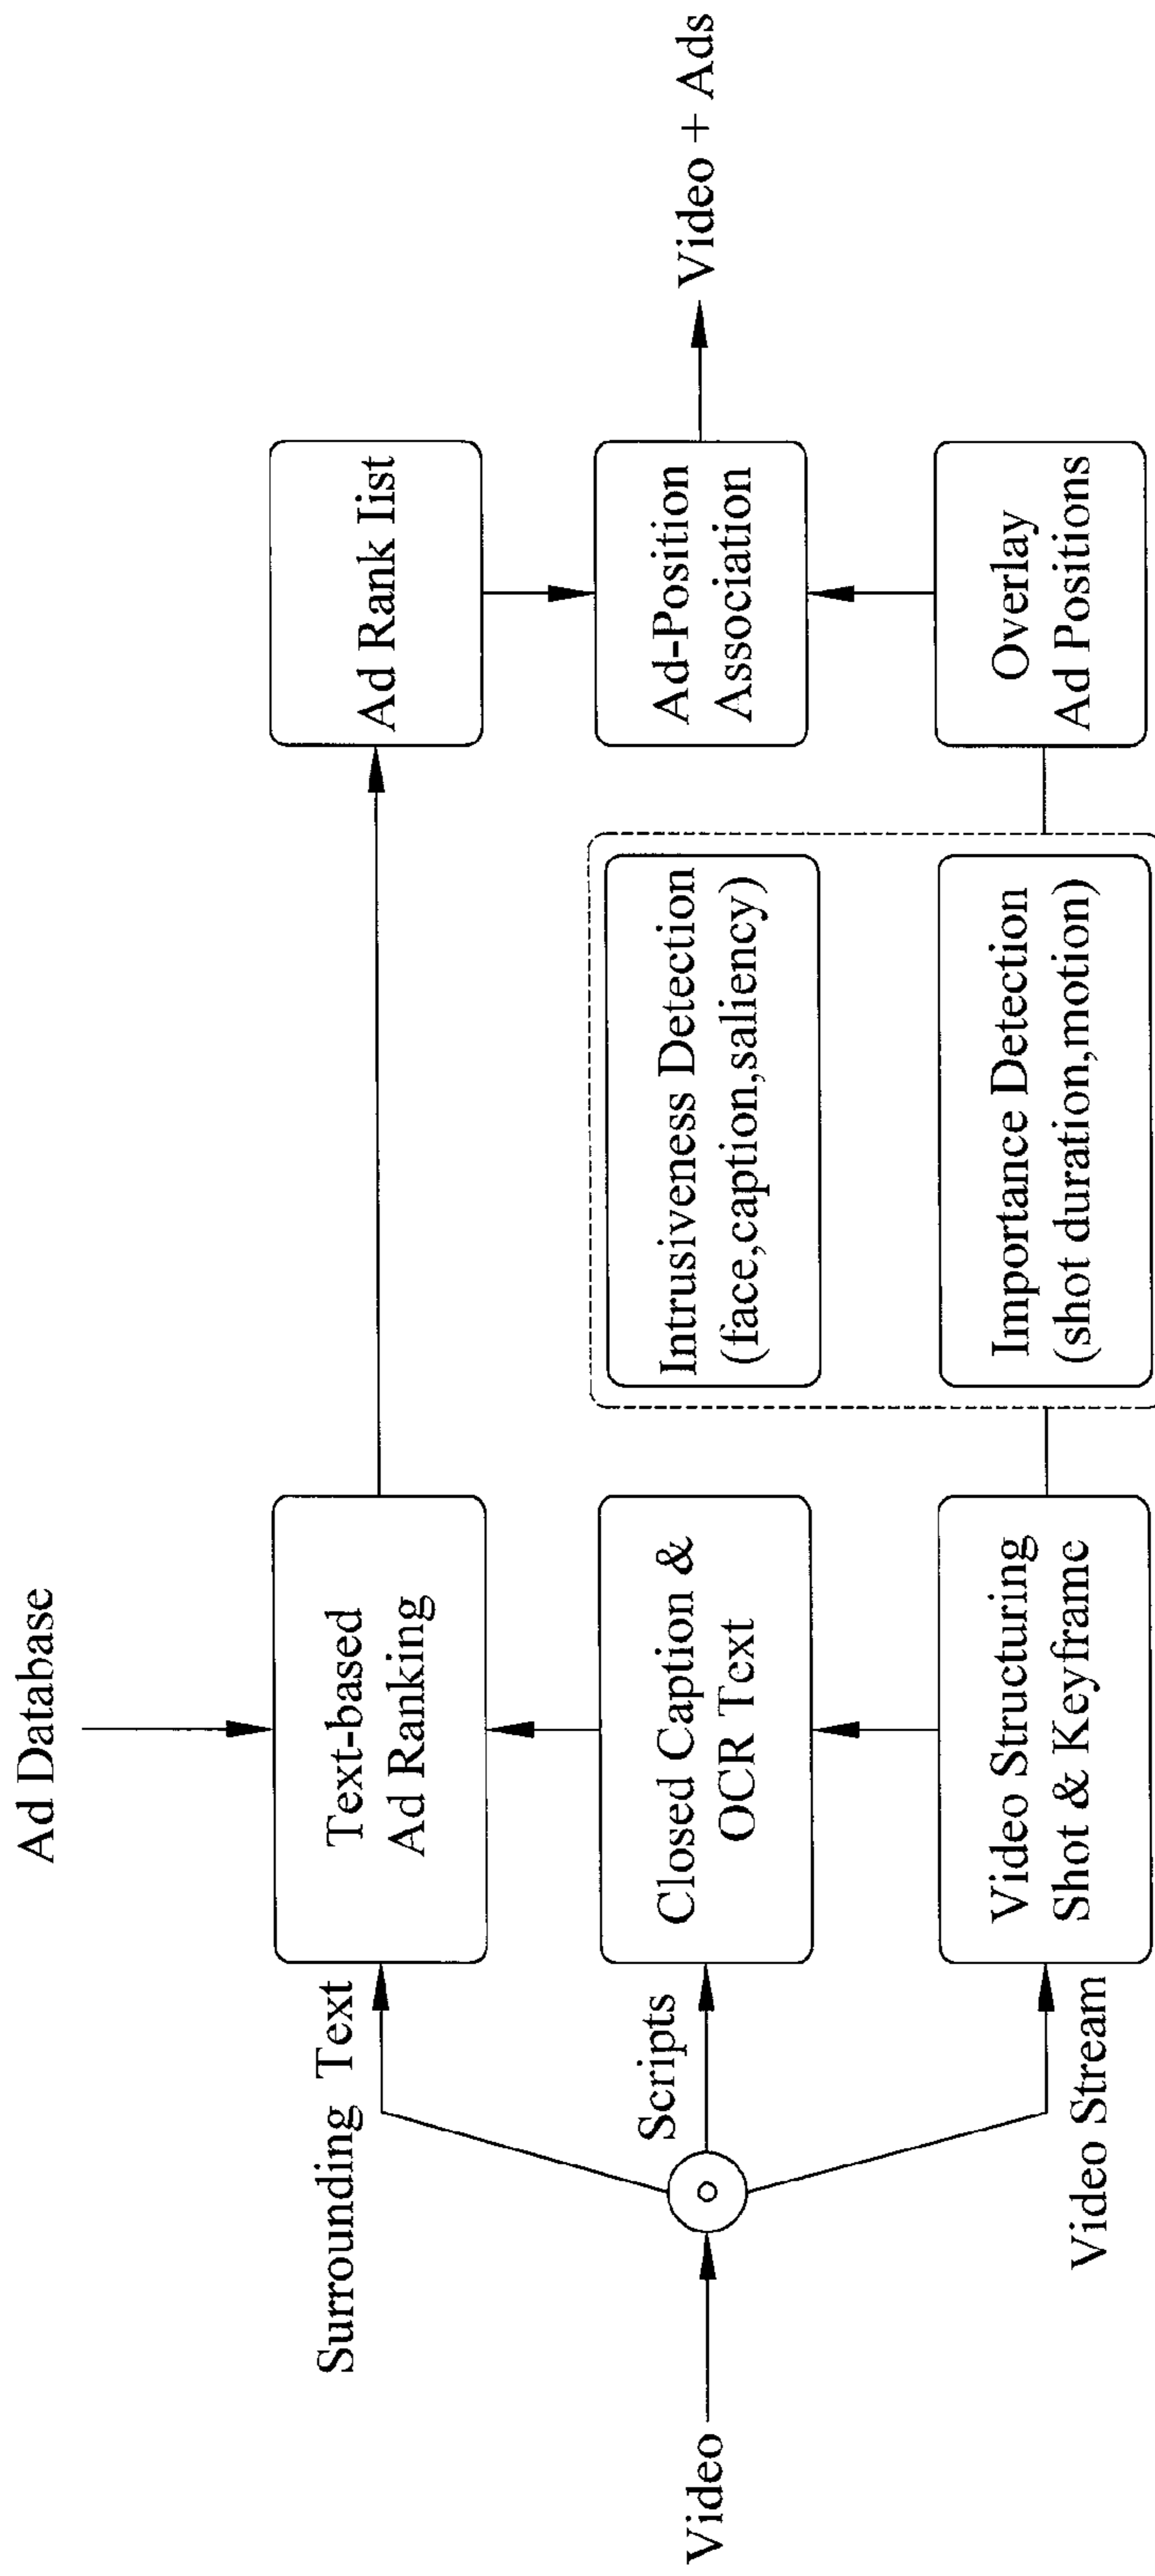 Ad Database
Surrounding Text
Text-based
Ad Ranking
Ad Rank Iist
Video
Scripts
Closed Caption &
OCR Text
Intrusiveness Detection
(face,caption,saliency)
Ad-Position
Association
Video + Ads
Video Stream
Video Structuring
Shot & Keyframe
Importance Detection
(shot duration,motion)
Overlay
Ad Positions